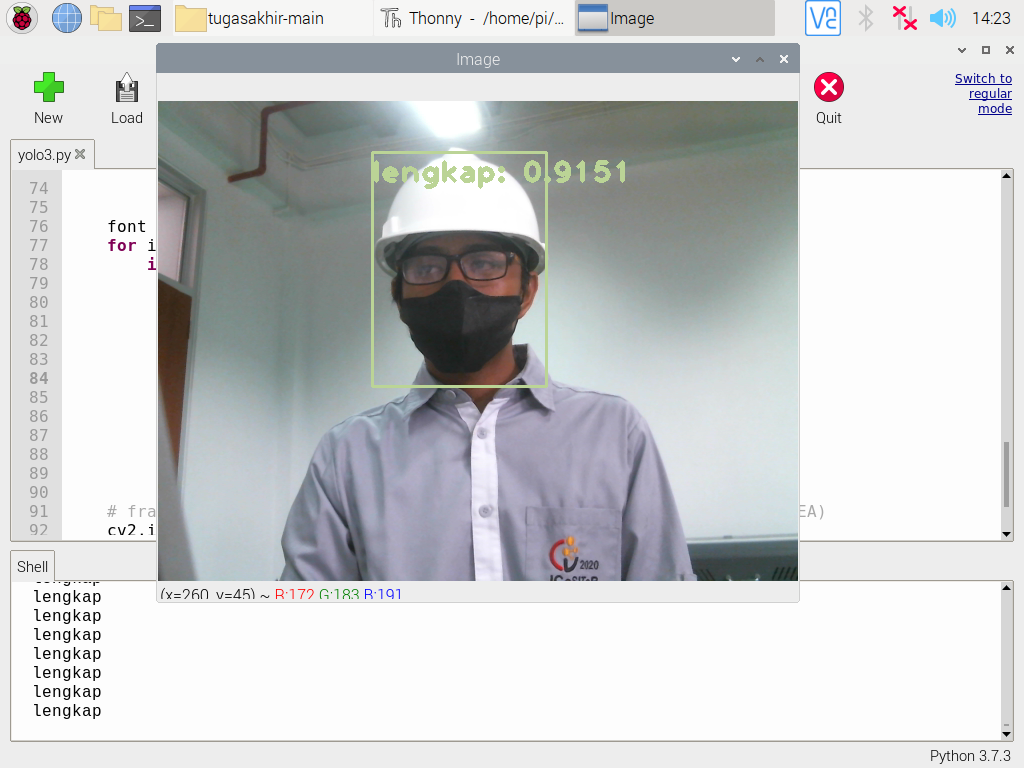 tugasakhir-main
Thonny - /home/pi/...
Image
14:23
Image
New
Load
Quit
Switch to
regular
mode
yolo3.py
lengkap: 0.9151
74
75
76 font
77 for i
78 i
79
80
81
82
83
84
85
86
87
88
89
90
91 # fra EA)
92 cv2.i
2020
(x=260, y=45) ~ R:172 G:183 B:191
Shell
lengkap
lengkap
lengkap
lengkap
lengkap
lengkap
lengkap
lengkap
Python 3.7.3